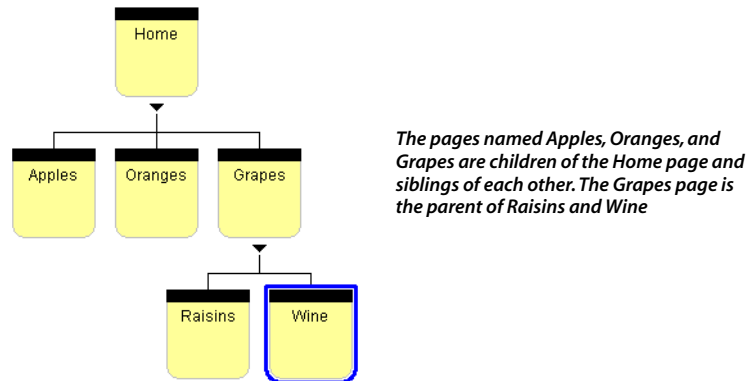 Home
Apples
Oranges
Grapes
The pages named Apples, Oranges, and
Grapes are children of the Home page and
siblings of each other. The Grapes page is
the parent of Raisins and Wine
Raisins
Wine